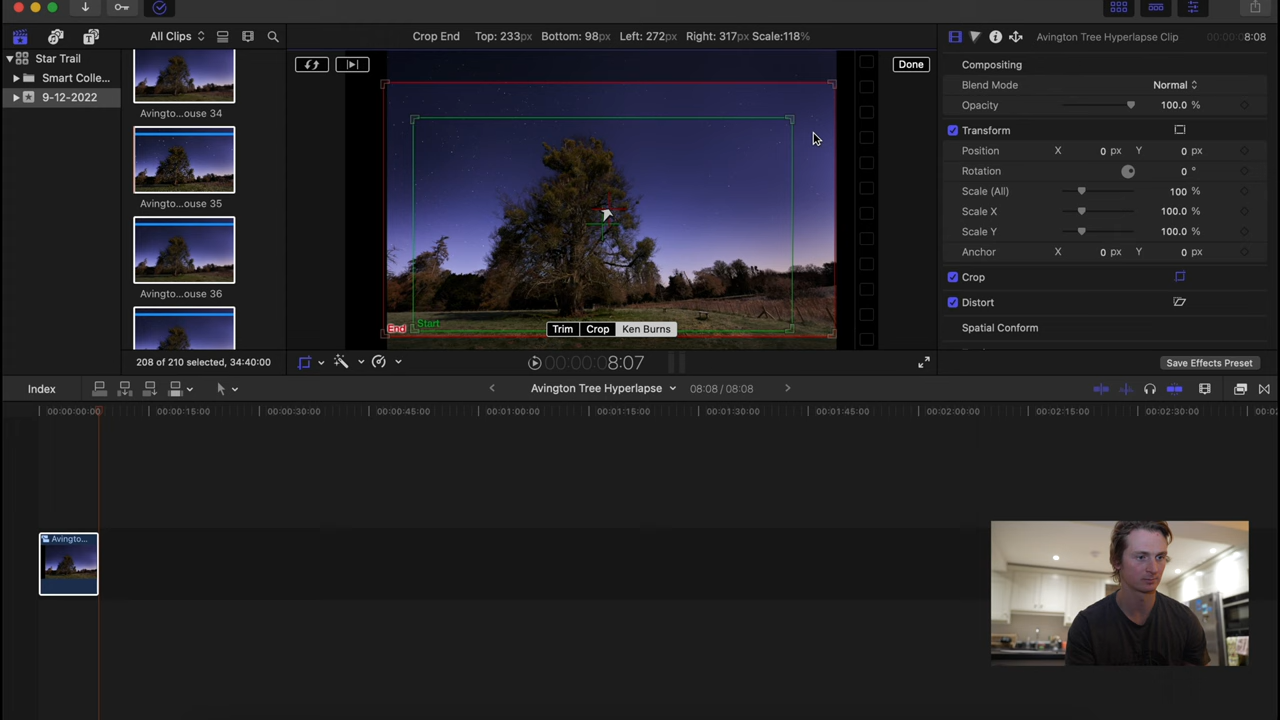 All Clips
Crop End Top: 233px Bottom: 98px Left: 272px Right: 317px Scale:118%
Avington Tree Hyperlapse Clip
8:08
Star Trail
Smart Colle...
9-12-2022
Avingto...ouse 34
Avingto...ouse 35
Avingto...ouse 36
208 of 210 selected, 34:40:00
Done
End
Start
Trim
Crop
Ken Burns
00:00:00:08:07
Compositing
Blend Mode
Normal
Opacity
100.0 %
Transform
Position X 0 px Y 0 px
Rotation 0 °
Scale (All) 100 %
Scale X 100.0 %
Scale Y 100.0 %
Anchor X 0 px Y 0 px
Crop
Distort
Spatial Conform
Save Effects Preset
Index
Avington Tree Hyperlapse
08:08 / 08:08
00:00:00:00 00:00:15:00 00:00:30:00 00:00:45:00 00:01:00:00 00:01:15:00 00:01:30:00 00:01:45:00 00:02:00:00 00:02:15:00 00:02:30:00
Avingto...